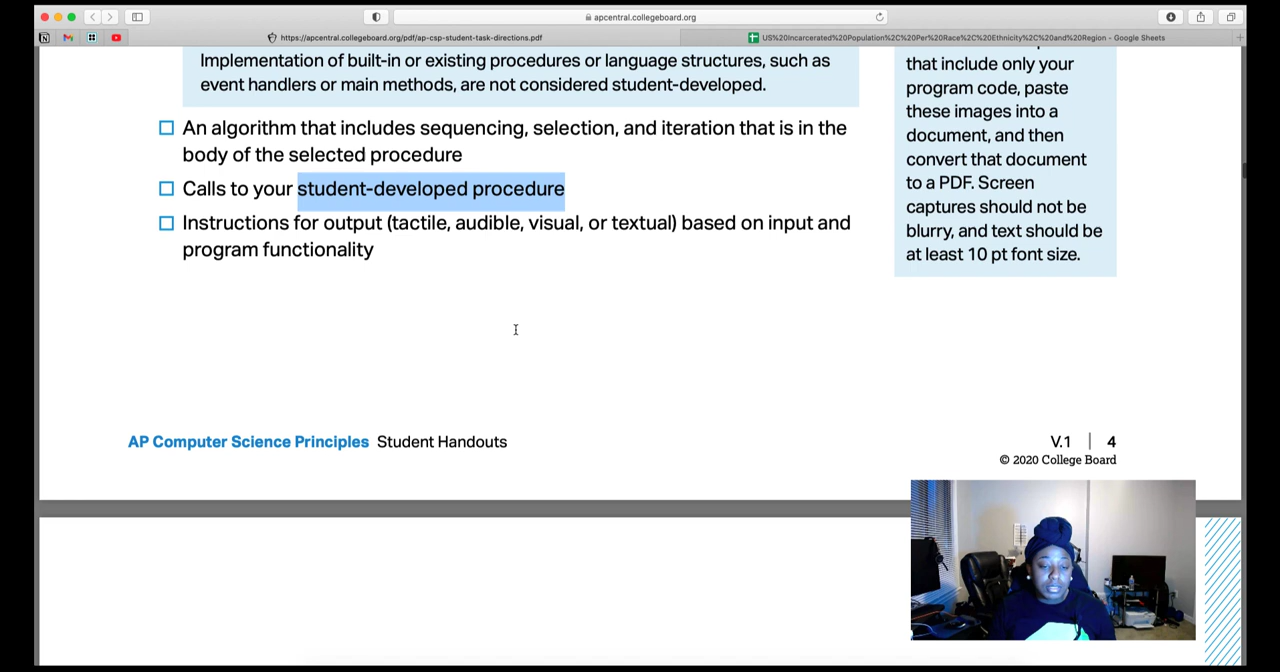 apcentral.collegeboard.org
https://apcentral.collegeboard.org/pdf/ap-csp-student-task-directions.pdf
US%20Incarcerated%20Population%2C%20Per%20Race%2C%20Ethnicity%2C%20and%20Region - Google Sheets
Implementation of built-in or existing procedures or language structures, such as
event handlers or main methods, are not considered student-developed.
An algorithm that includes sequencing, selection, and iteration that is in the
body of the selected procedure
Calls to your student-developed procedure
Instructions for output (tactile, audible, visual, or textual) based on input and
program functionality
that include only your
program code, paste
these images into a
document, and then
convert that document
to a PDF. Screen
captures should not be
blurry, and text should be
at least 10 pt font size.
AP Computer Science Principles Student Handouts
V.1 | 4
© 2020 College Board